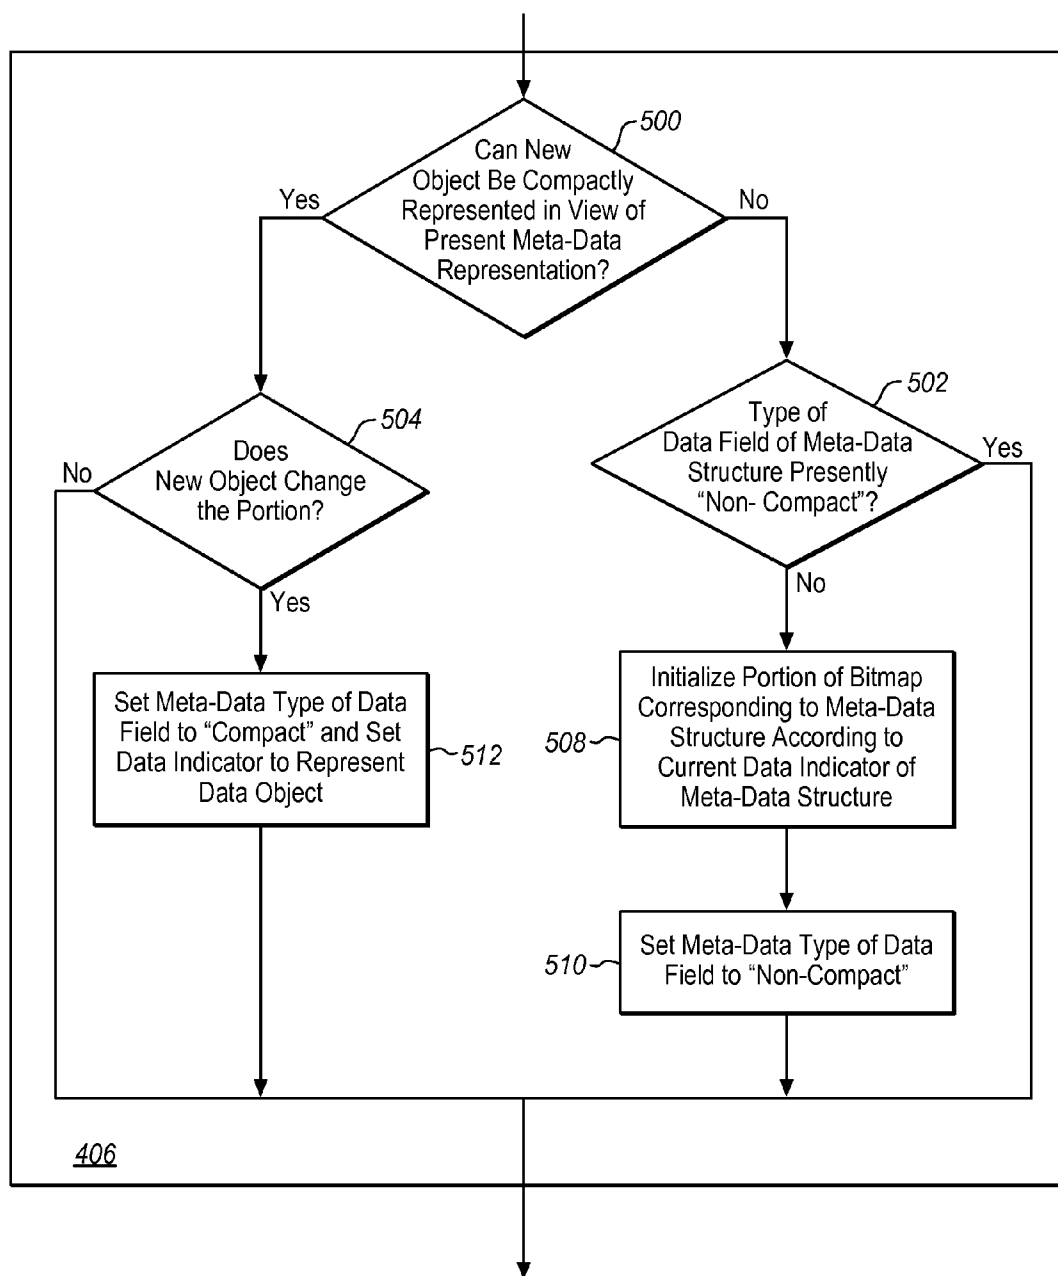 500
Can New
Object Be Compactly
Represented in View of
Present Meta-Data
Representation?
Yes
No
504
Does
New Object Change
the Portion?
No
Yes
502
Type of
Data Field of Meta-Data
Structure Presently
“Non- Compact”?
Yes
No
Set Meta-Data Type of Data
Field to “Compact” and Set
Data Indicator to Represent
Data Object
512
Initialize Portion of Bitmap
Corresponding to Meta-Data
Structure According to
Current Data Indicator of
Meta-Data Structure
508
Set Meta-Data Type of Data
Field to “Non-Compact”
510
406